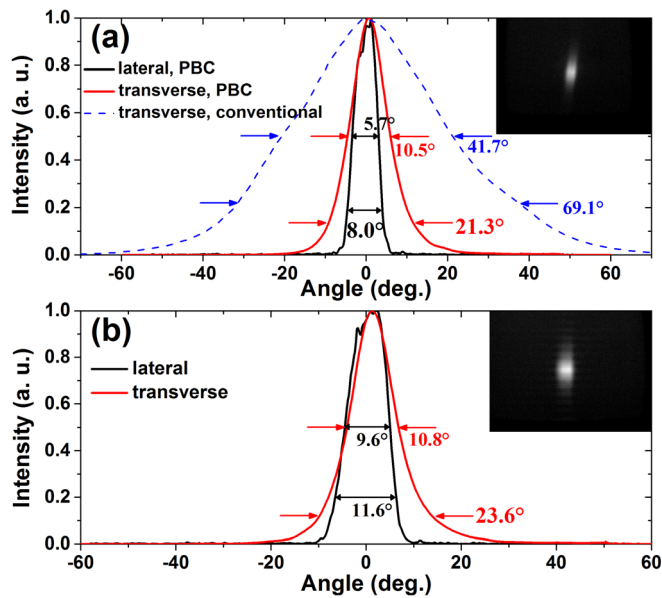 (a)
lateral, PBC
transverse, PBC
transverse, conventional
Intensity (a. u.)
1.0
0.8
0.6
0.4
0.2
0.0
5.7°
10.5°
41.7°
8.0°
21.3°
69.1°
-60 -40 -20 0 20 40 60
Angle (deg.)
(b)
lateral
transverse
Intensity (a. u.)
1.0
0.8
0.6
0.4
0.2
0.0
9.6°
10.8°
11.6°
23.6°
-60 -40 -20 0 20 40 60
Angle (deg.)